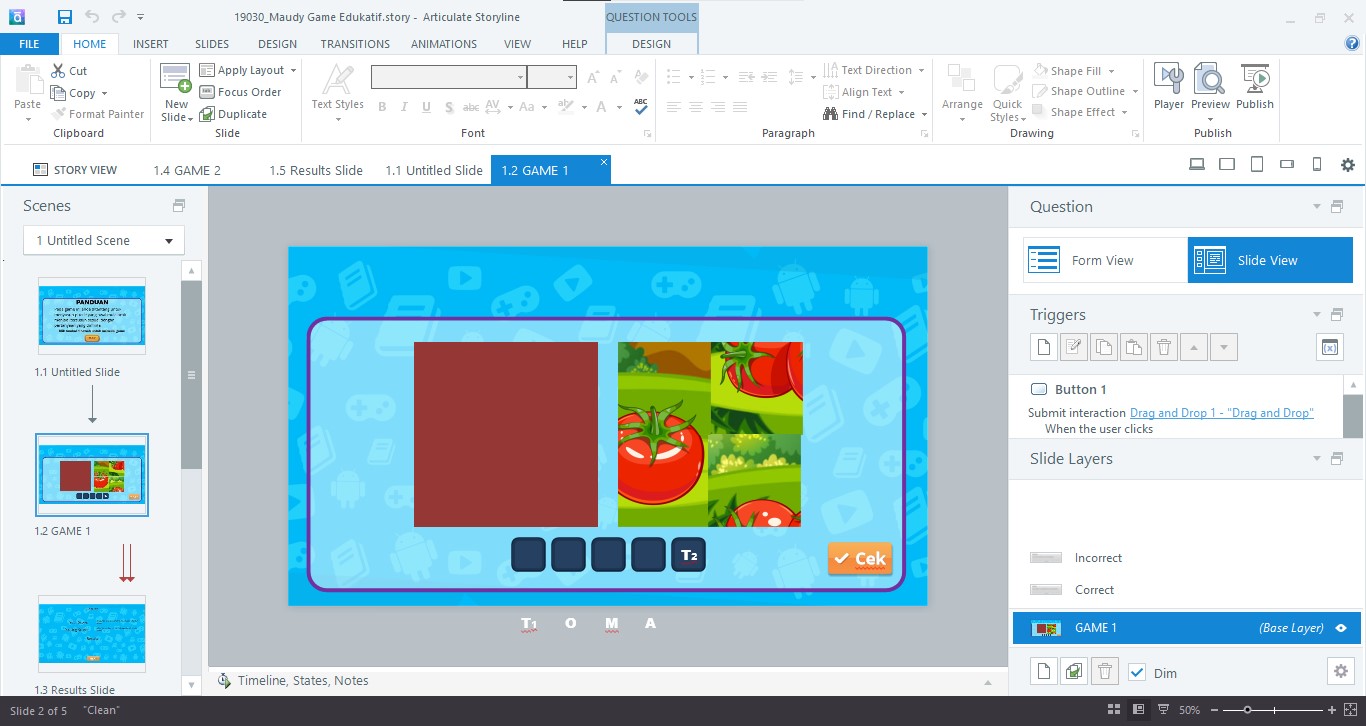 19030_Maudy Game Edukatif.story - Articulate Storyline
QUESTION TOOLS
FILE HOME INSERT SLIDES DESIGN TRANSITIONS ANIMATIONS VIEW HELP DESIGN
Paste
Cut
Copy
Format Painter
Clipboard
New Slide
Apply Layout
Focus Order
Duplicate
Slide
Text Styles
B I U S abc AV Aa A ABC
Font
Text Direction
Align Text
Find / Replace
Paragraph
Arrange
Quick Styles
Shape Fill
Shape Outline
Shape Effect
Drawing
Player
Preview
Publish
Publish
STORY VIEW
1.4 GAME 2
1.5 Results Slide
1.1 Untitled Slide
1.2 GAME 1
Scenes
1 Untitled Scene
PANDUAN
1.1 Untitled Slide
1.2 GAME 1
1.3 Results Slide
T2
Cek
T1 O M A
Timeline, States, Notes
Question
Form View
Slide View
Triggers
Button 1
Submit interaction Drag and Drop 1 - "Drag and Drop"
When the user clicks
Slide Layers
Incorrect
Correct
GAME 1 (Base Layer)
Dim
Slide 2 of 5 "Clean" 50%